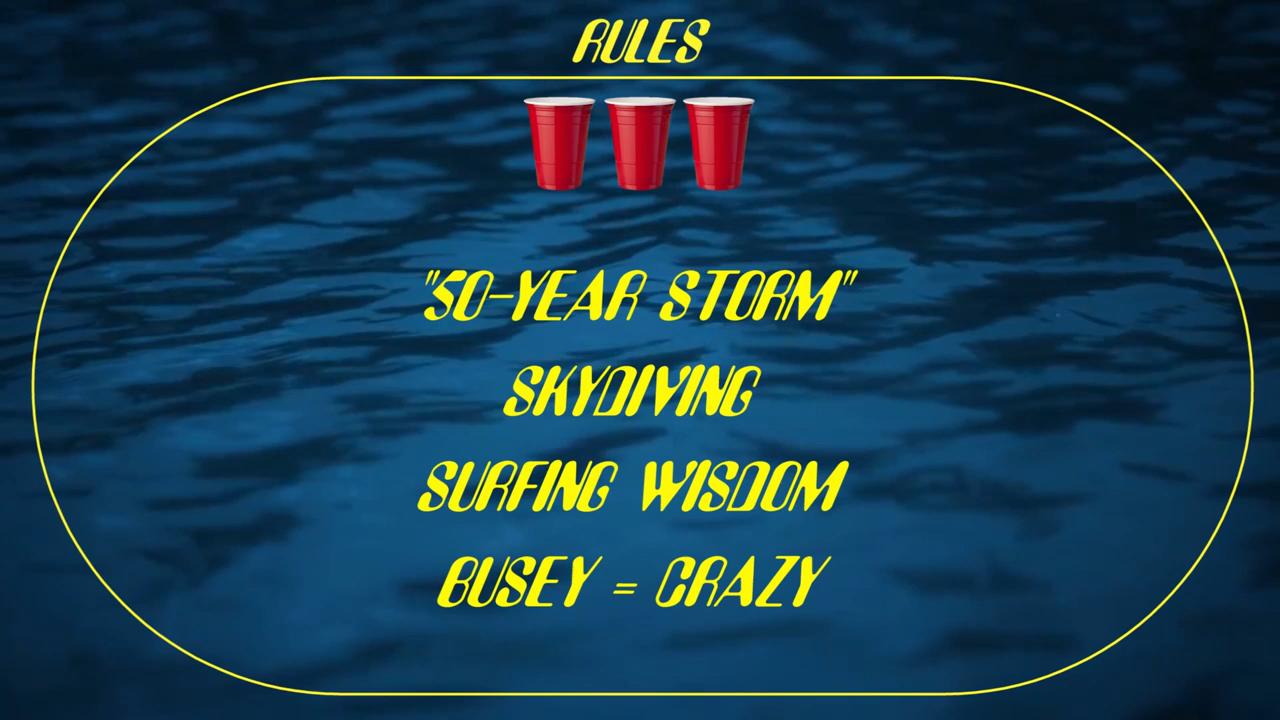 RULES
"50-YEAR STORM"
SKYDIVING
SURFING WISDOM
BUSEY = CRAZY